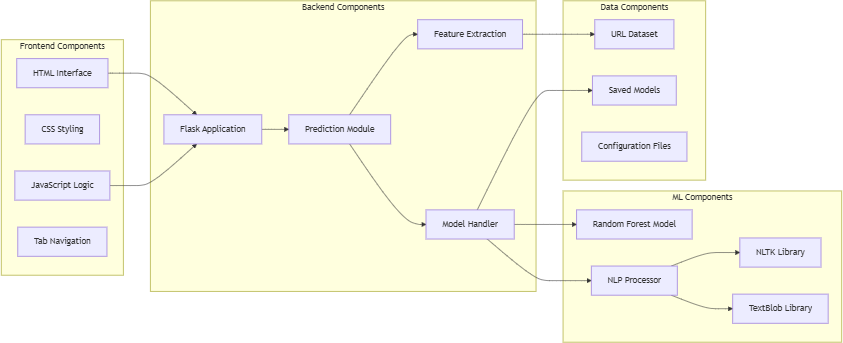 Frontend Components
HTML Interface
CSS Styling
JavaScript Logic
Tab Navigation
Backend Components
Flask Application
Prediction Module
Feature Extraction
Model Handler
Data Components
URL Dataset
Saved Models
Configuration Files
ML Components
Random Forest Model
NLP Processor
NLTK Library
TextBlob Library